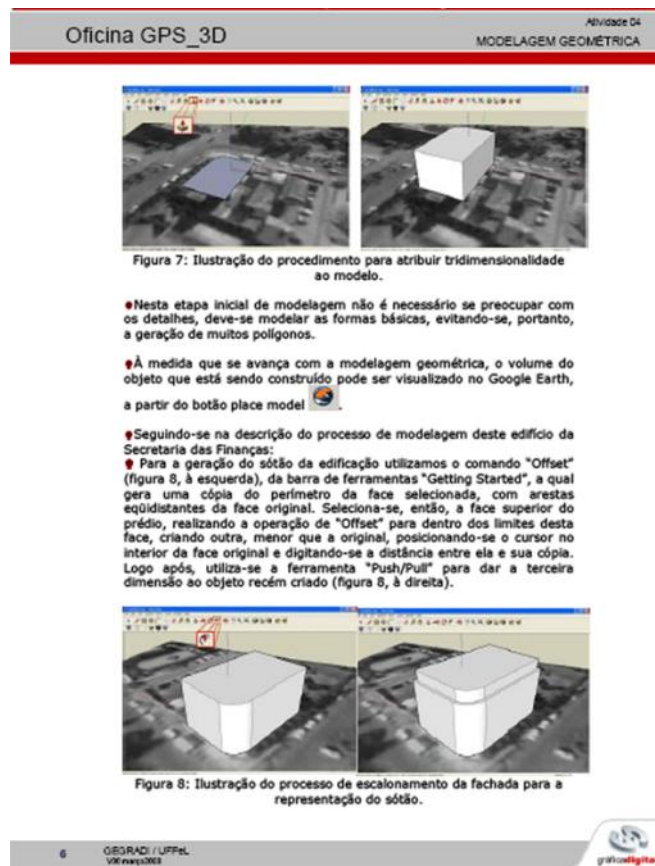 Oficina GPS_3D
Atividade 04
MODELAGEM GEOMÉTRICA
Figura 7: Ilustração do procedimento para atribuir tridimensionalidade
ao modelo.
Nesta etapa inicial de modelagem não é necessário se preocupar com
os detalhes, deve-se modelar as formas básicas, evitando-se, portanto,
a geração de muitos polígonos.
À medida que se avança com a modelagem geométrica, o volume do
objeto que está sendo construído pode ser visualizado no Google Earth,
a partir do botão place model .
Seguindo-se na descrição do processo de modelagem deste edifício da
Secretaria das Finanças:
Para a geração do sótão da edificação utilizamos o comando "Offset"
(figura 8, à esquerda), da barra de ferramentas "Getting Started", a qual
gera uma cópia do perímetro da face selecionada, com arestas
eqüidistantes da face original. Seleciona-se, então, a face superior do
prédio, realizando a operação de "Offset" para dentro dos limites desta
face, criando outra, menor que a original, posicionando-se o cursor no
interior da face original e digitando-se a distância entre ela e sua cópia.
Logo após, utiliza-se a ferramenta "Push/Pull" para dar a terceira
dimensão ao objeto recém criado (figura 8, à direita).
Figura 8: Ilustração do processo de escalonamento da fachada para a
representação do sótão.
6
GEGRADI / UFPeL
gráficadigital